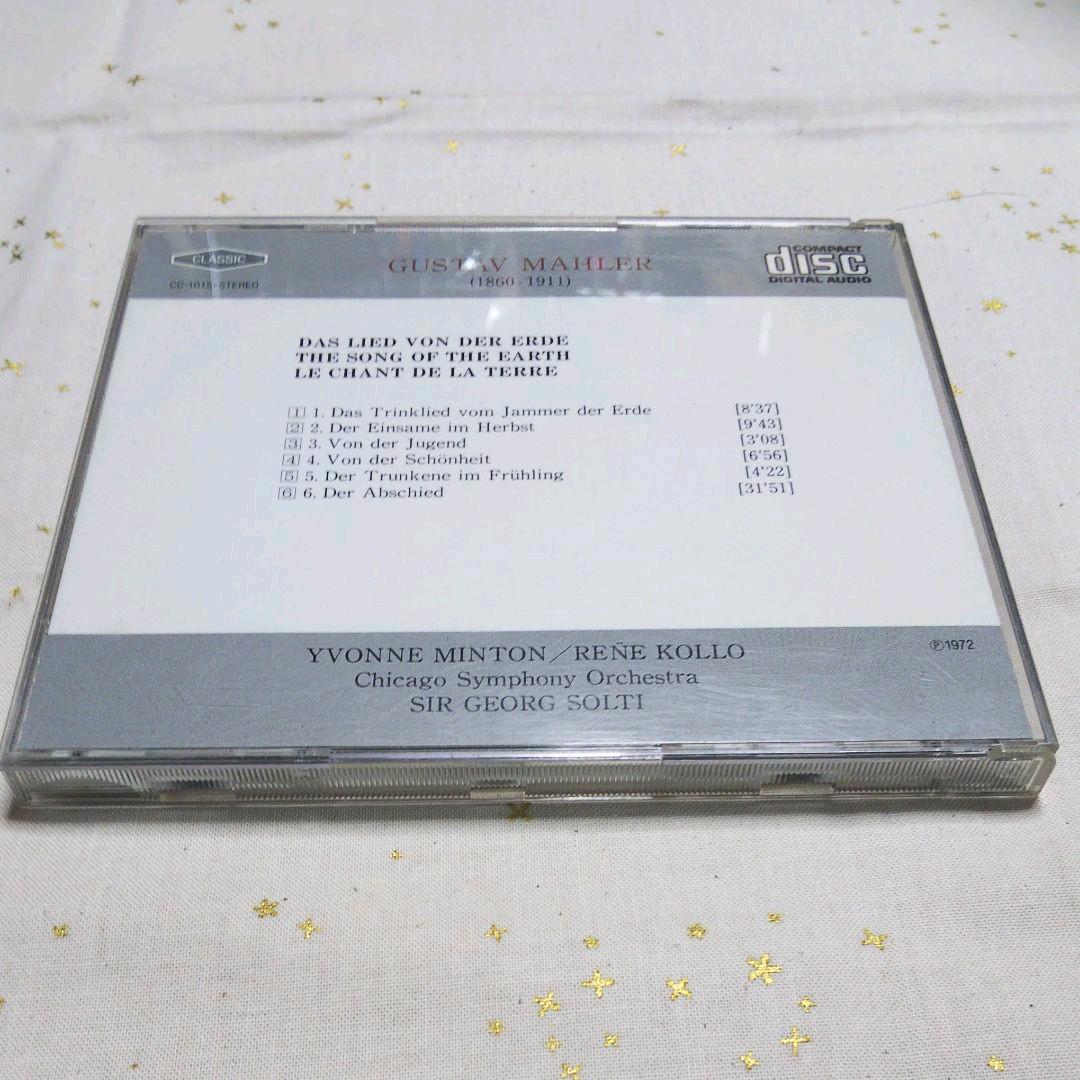 CLASSIC
CC-1015-STEREO
GUSTAV MAHLER
(1860-1911)
COMPACT
disc
DIGITAL AUDIO
DAS LIED VON DER ERDE
THE SONG OF THE EARTH
LE CHANT DE LA TERRE
1 1. Das Trinklied vom Jammer der Erde [8'37]
2 2. Der Einsame im Herbst [9'43]
3 3. Von der Jugend [3'08]
4 4. Von der Schönheit [6'56]
5 5. Der Trunkene im Frühling [4'22]
6 6. Der Abschied [31'51]
YVONNE MINTON/REÑE KOLLO
℗1972
Chicago Symphony Orchestra
SIR GEORG SOLTI